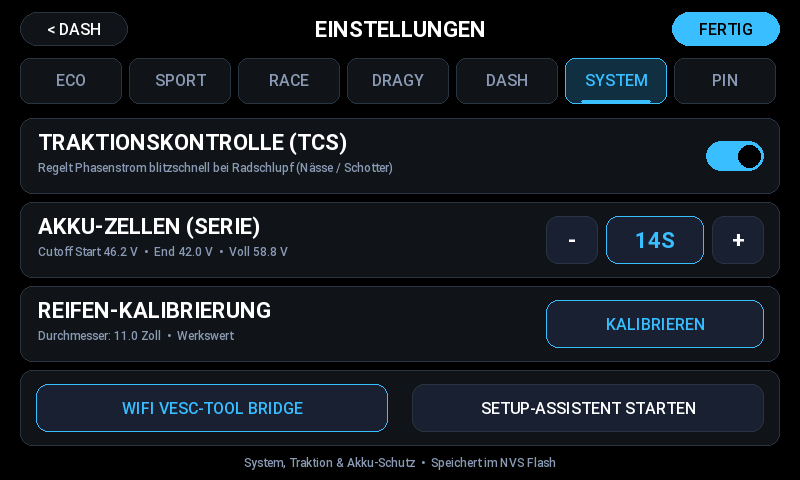 < DASH
EINSTELLUNGEN
FERTIG
ECO
SPORT
RACE
DRAGY
DASH
SYSTEM
PIN
TRAKTIONSKONTROLLE (TCS)
Regelt Phasenstrom blitzschnell bei Radschlupf (Nässe / Schotter)
AKKU-ZELLEN (SERIE)
Cutoff Start 46.2 V • End 42.0 V • Voll 58.8 V
-
14S
+
REIFEN-KALIBRIERUNG
Durchmesser: 11.0 Zoll • Werkswert
KALIBRIEREN
WIFI VESC-TOOL BRIDGE
SETUP-ASSISTENT STARTEN
System, Traktion & Akku-Schutz • Speichert im NVS Flash